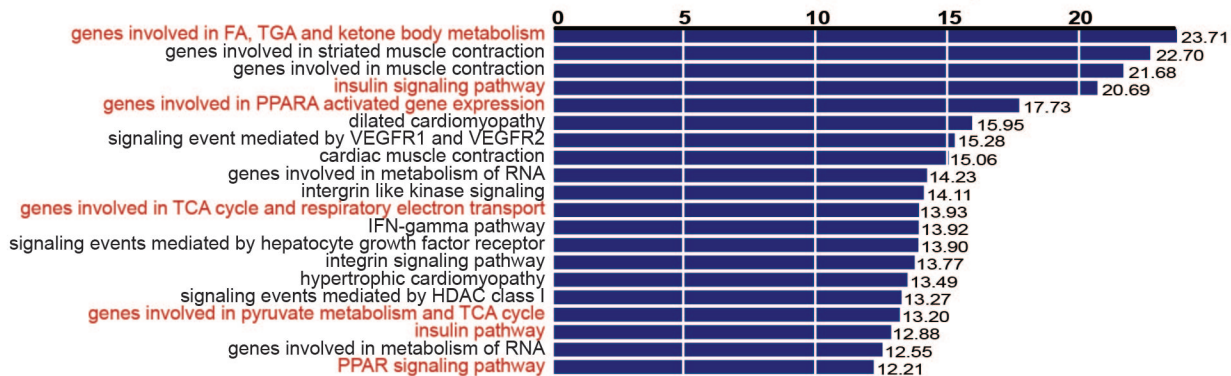 0 5 10 15 20
genes involved in FA, TGA and ketone body metabolism 23.71
genes involved in striated muscle contraction 22.70
genes involved in muscle contraction 21.68
insulin signaling pathway 20.69
genes involved in PPARA activated gene expression 17.73
dilated cardiomyopathy 15.95
signaling event mediated by VEGFR1 and VEGFR2 15.28
cardiac muscle contraction 15.06
genes involved in metabolism of RNA 14.23
intergrin like kinase signaling 14.11
genes involved in TCA cycle and respiratory electron transport 13.93
IFN-gamma pathway 13.92
signaling events mediated by hepatocyte growth factor receptor 13.90
integrin signaling pathway 13.77
hypertrophic cardiomyopathy 13.49
signaling events mediated by HDAC class I 13.27
genes involved in pyruvate metabolism and TCA cycle 13.20
insulin pathway 12.88
genes involved in metabolism of RNA 12.55
PPAR signaling pathway 12.21